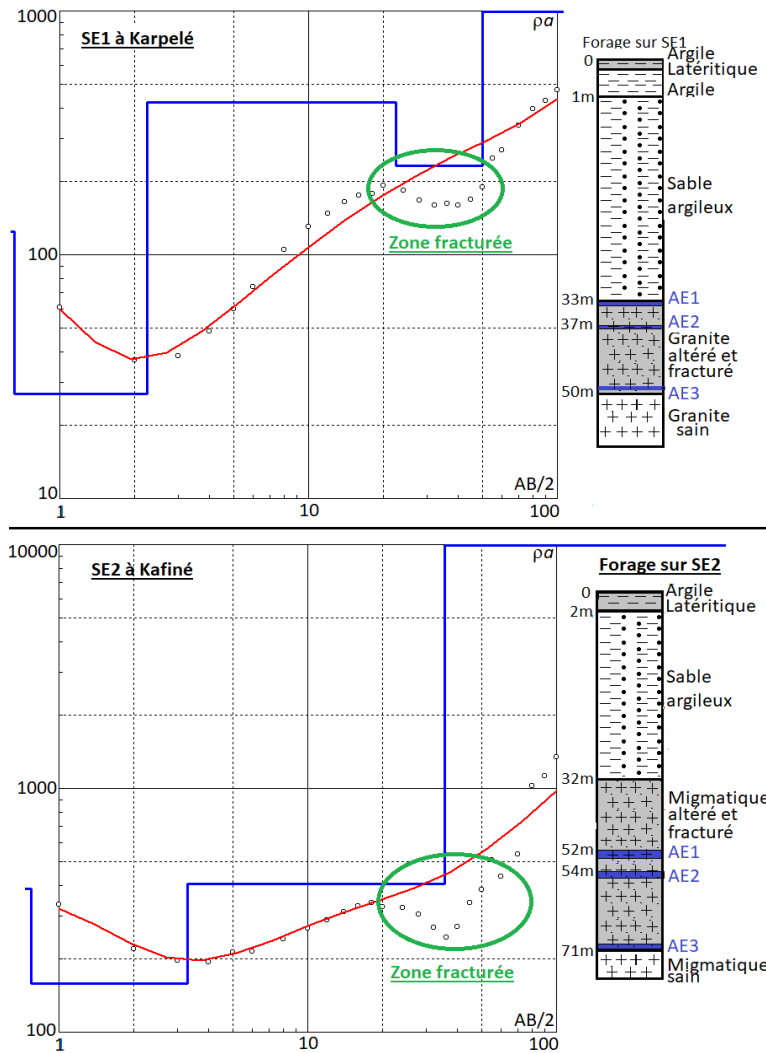 1000
SE1 à Karpelé
ρa
100
10
Zone fracturée
AB/2
1
10
100
Forage sur SE1
0
Argile
Latéritique
1m
Argile
Sable
argileux
33m
AE1
37m
AE2
Granite
altéré et
fracturé
50m
AE3
Granite
sain
10000
SE2 à Kafiné
ρa
1000
100
Zone fracturée
AB/2
1
10
100
Forage sur SE2
0
Argile
2m
Latéritique
Sable
argileux
32m
Migmatique
altéré et
fracturé
52m
AE1
54m
AE2
71m
AE3
Migmatique
sain